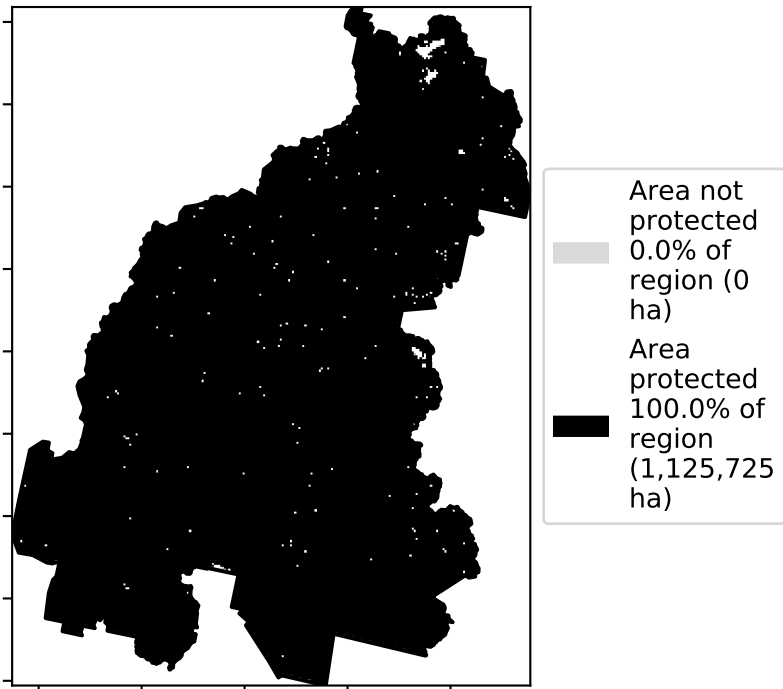 Area not
protected
0.0% of
region (0
ha)
Area
protected
100.0% of
region
(1,125,725
ha)